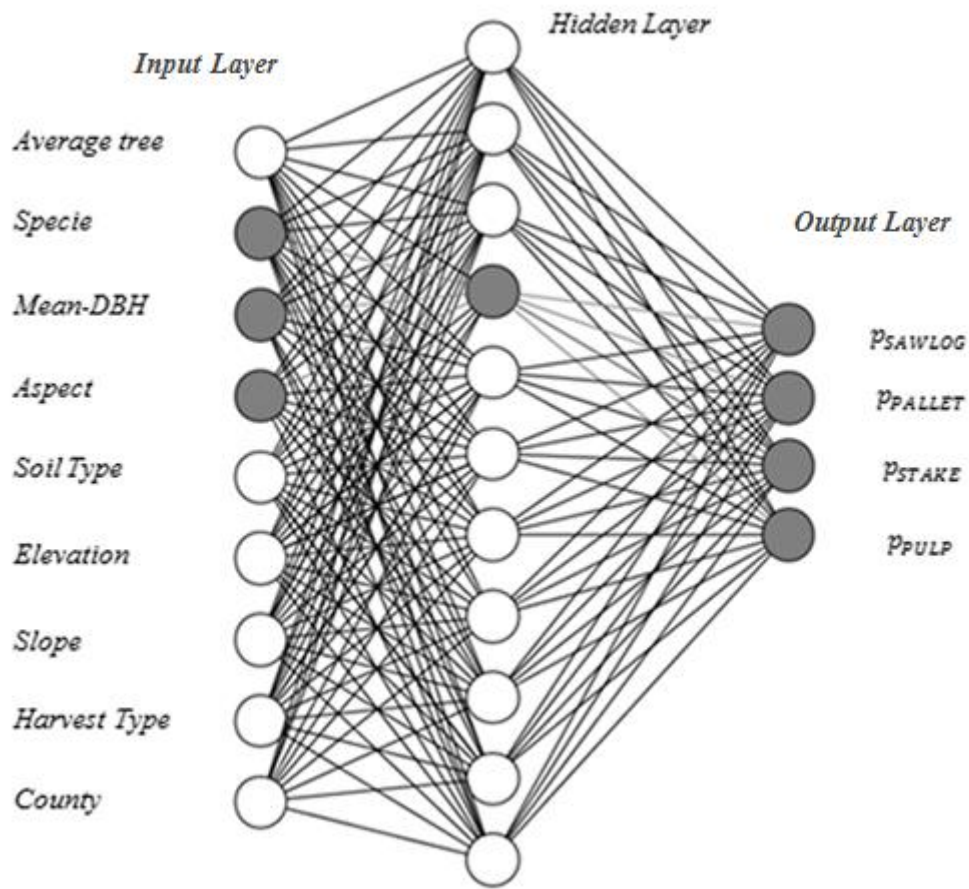 Hidden Layer
Input Layer
Average tree
Specie
Mean-DBH
Aspect
Soil Type
Elevation
Slope
Harvest Type
County
Output Layer
pSAWLOG
pPALLET
pSTAKE
pPULP